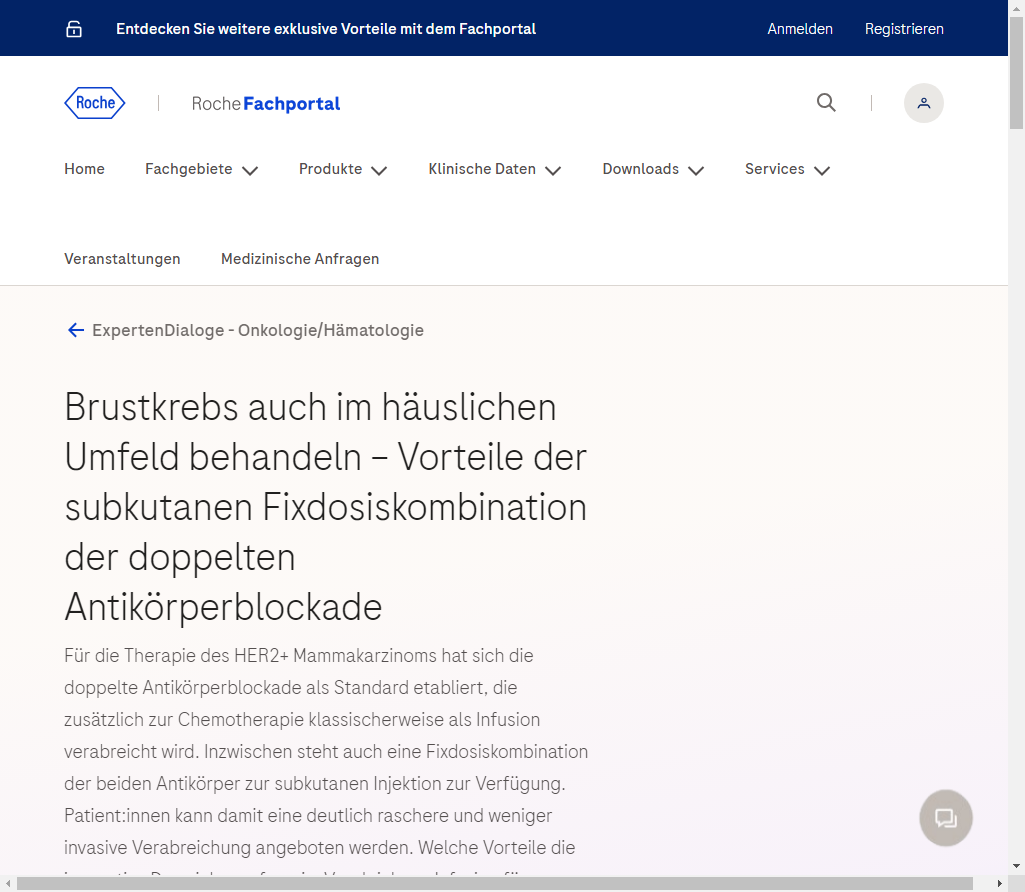 Entdecken Sie weitere exklusive Vorteile mit dem Fachportal
Anmelden
Registrieren
Roche
Roche Fachportal
Home
Fachgebiete
Produkte
Klinische Daten
Downloads
Services
Veranstaltungen
Medizinische Anfragen
ExpertenDialoge - Onkologie/Hämatologie
Brustkrebs auch im häuslichen
Umfeld behandeln – Vorteile der
subkutanen Fixdosiskombination
der doppelten
Antikörperblockade
Für die Therapie des HER2+ Mammakarzinoms hat sich die
doppelte Antikörperblockade als Standard etabliert, die
zusätzlich zur Chemotherapie klassischerweise als Infusion
verabreicht wird. Inzwischen steht auch eine Fixdosiskombination
der beiden Antikörper zur subkutanen Injektion zur Verfügung.
Patient:innen kann damit eine deutlich raschere und weniger
invasive Verabreichung angeboten werden. Welche Vorteile die